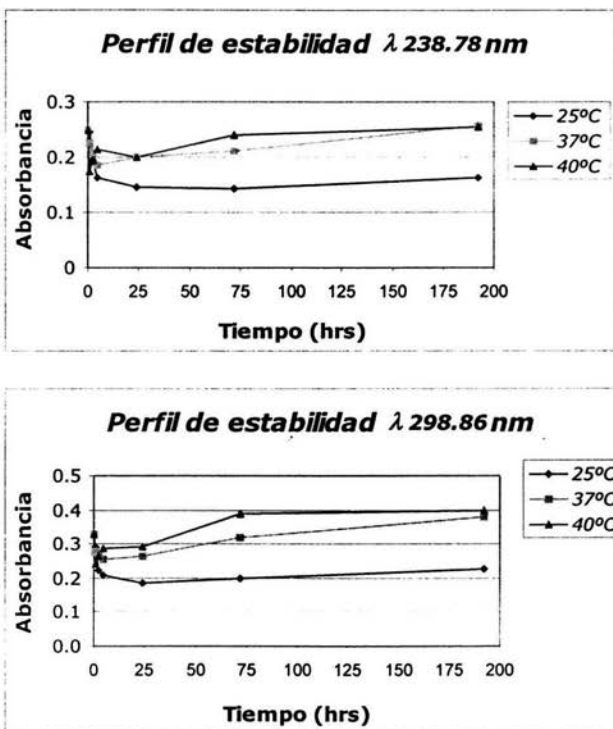 Perfil de estabilidad λ 238.78 nm
0.3
0.2
0.1
0
Absorbancia
0 25 50 75 100 125 150 175 200
Tiempo (hrs)
25ºC
37ºC
40ºC
Perfil de estabilidad λ 298.86 nm
0.5
0.4
0.3
0.2
0.1
0.0
Absorbancia
0 25 50 75 100 125 150 175 200
Tiempo (hrs)
25ºC
37ºC
40ºC